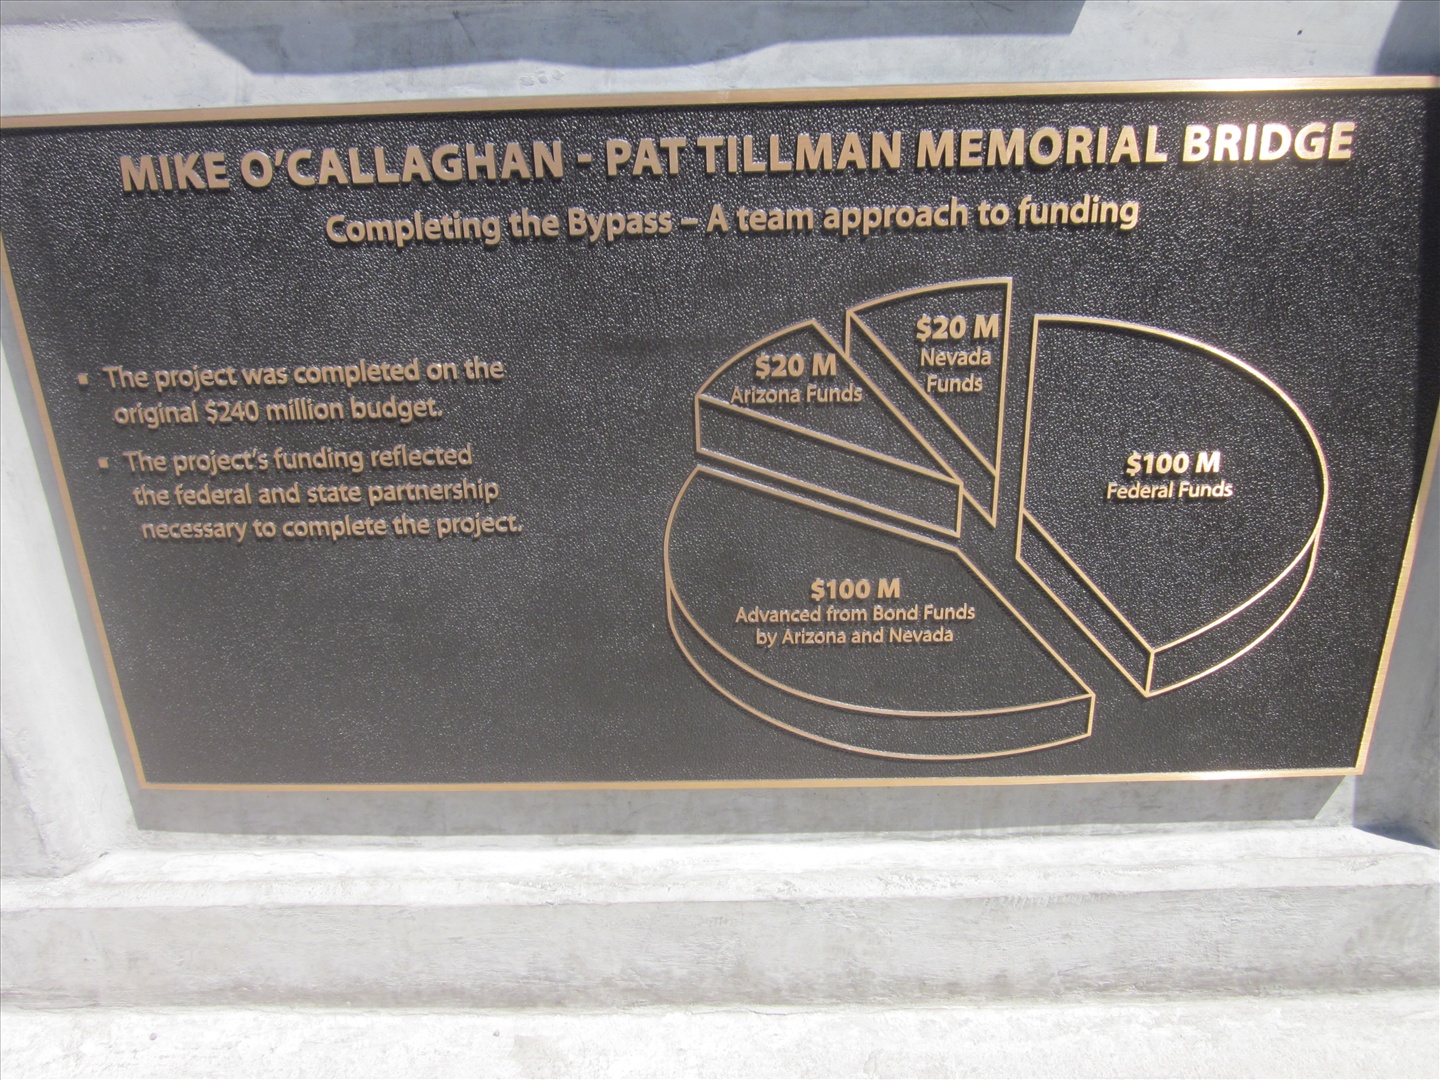 MIKE O'CALLAGHAN - PAT TILLMAN MEMORIAL BRIDGE
Completing the Bypass – A team approach to funding
▪ The project was completed on the
original $240 million budget.
▪ The project's funding reflected
the federal and state partnership
necessary to complete the project.
$20 M
Arizona Funds
$20 M
Nevada
Funds
$100 M
Federal Funds
$100 M
Advanced from Bond Funds
by Arizona and Nevada